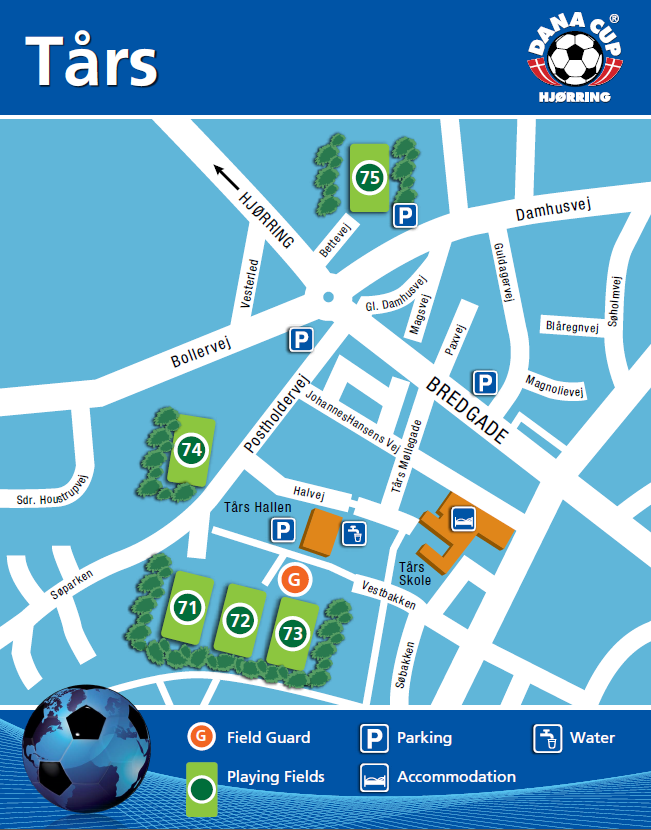 Tårs
DANA CUP
®
HJØRRING
75
P
Damhusvej
HJØRRING
Bettevej
Vesterled
Gl. Damhusvej
Magsvej
Guldagervej
Søholmvej
Blåregnvej
Paxvej
P
Bollervej
P
BREDGADE
Magnolievej
Postholdervej
JohannesHansens Vej
74
Tårs Møllegade
Sdr. Houstrupvej
Halvej
Tårs Hallen
P
Tårs
Skole
Søparken
G
Vestbakken
71
72
73
Søbakken
G
Field Guard
P
Parking
Water
Playing Fields
Accommodation